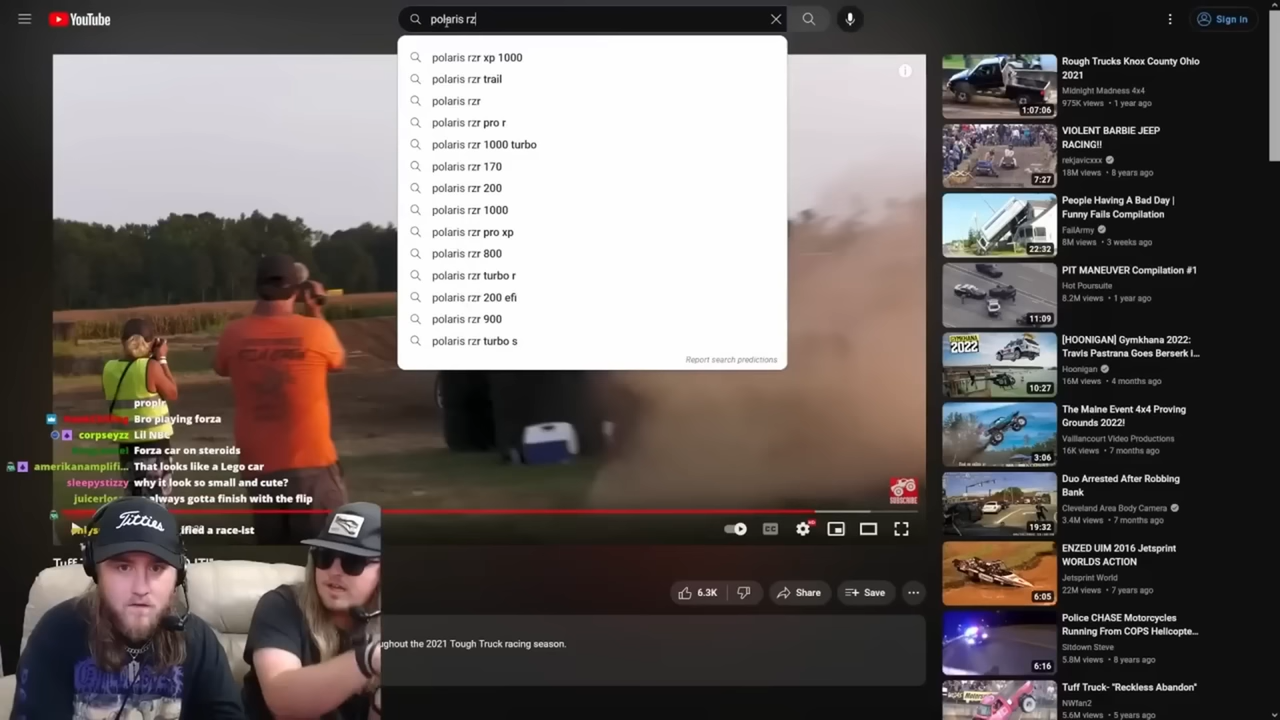 YouTube
polaris rz
Sign in
polaris rzr xp 1000
polaris rzr trail
polaris rzr
polaris rzr pro r
polaris rzr 1000 turbo
polaris rzr 170
polaris rzr 200
polaris rzr 1000
polaris rzr pro xp
polaris rzr 800
polaris rzr turbo r
polaris rzr 200 efi
polaris rzr 900
polaris rzr turbo s
Report search predictions
proplr
Bro playing forza
corpseyzz Lil NBC
Forza car on steroids
amerikanamplifi... That looks like a Lego car
sleepystizzy why it look so small and cute?
always gotta finish with the flip
ified a race-ist
Titties
SUBSCRIBE
CC
6.3K
Share
Save
ughout the 2021 Tough Truck racing season.
Rough Trucks Knox County Ohio
2021
Midnight Madness 4x4
975K views • 1 year ago
1:07:06
VIOLENT BARBIE JEEP
RACING!!
rekjavicxxx
18M views • 8 years ago
7:27
People Having A Bad Day |
Funny Fails Compilation
FailArmy
8M views • 3 weeks ago
22:32
PIT MANEUVER Compilation #1
Hot Poursuite
8.2M views • 1 year ago
11:09
[HOONIGAN] Gymkhana 2022:
Travis Pastrana Goes Berserk i...
Hoonigan
16M views • 4 months ago
GYMKHANA
2022
10:27
The Maine Event 4x4 Proving
Grounds 2022!
Vaillancourt Video Productions
16K views • 7 months ago
3:06
Duo Arrested After Robbing
Bank
Cleveland Area Body Camera
3.4M views • 7 months ago
19:32
ENZED UIM 2016 Jetsprint
WORLDS ACTION
Jetsprint World
22M views • 7 years ago
6:05
Police CHASE Motorcycles
Running From COPS Helicopte...
Sitdown Steve
5.8M views • 8 years ago
6:16
Tuff Truck- "Reckless Abandon"
NWfan2
5.6M views • 5 years ago